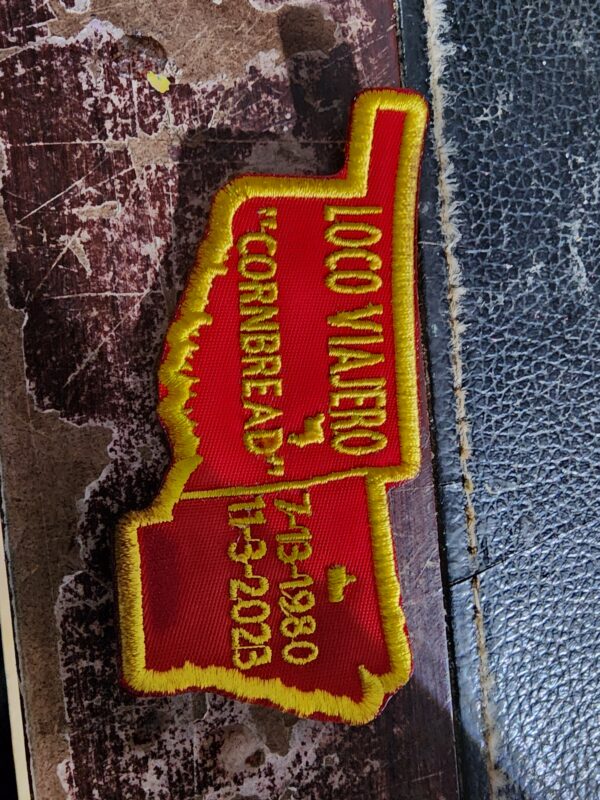 LOCO VIAJERO
"CORNBREAD"
7-13-1980
11-3-2023